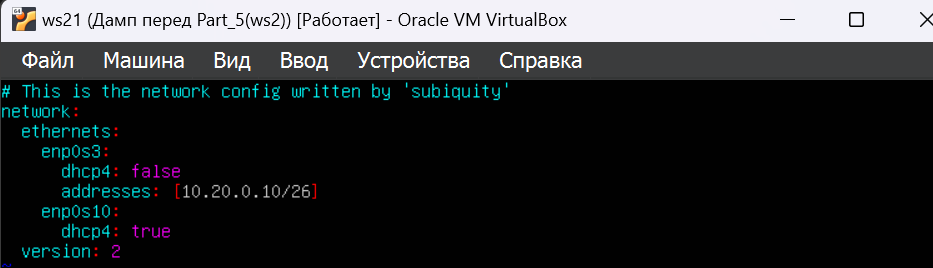 ws21 (Дамп перед Part_5(ws2)) [Работает] - Oracle VM VirtualBox
Файл Машина Вид Ввод Устройства Справка
# This is the network config written by 'subiquity'
network:
  ethernets:
    enp0s3:
      dhcp4: false
      addresses: [10.20.0.10/26]
    enp0s10:
      dhcp4: true
  version: 2
~